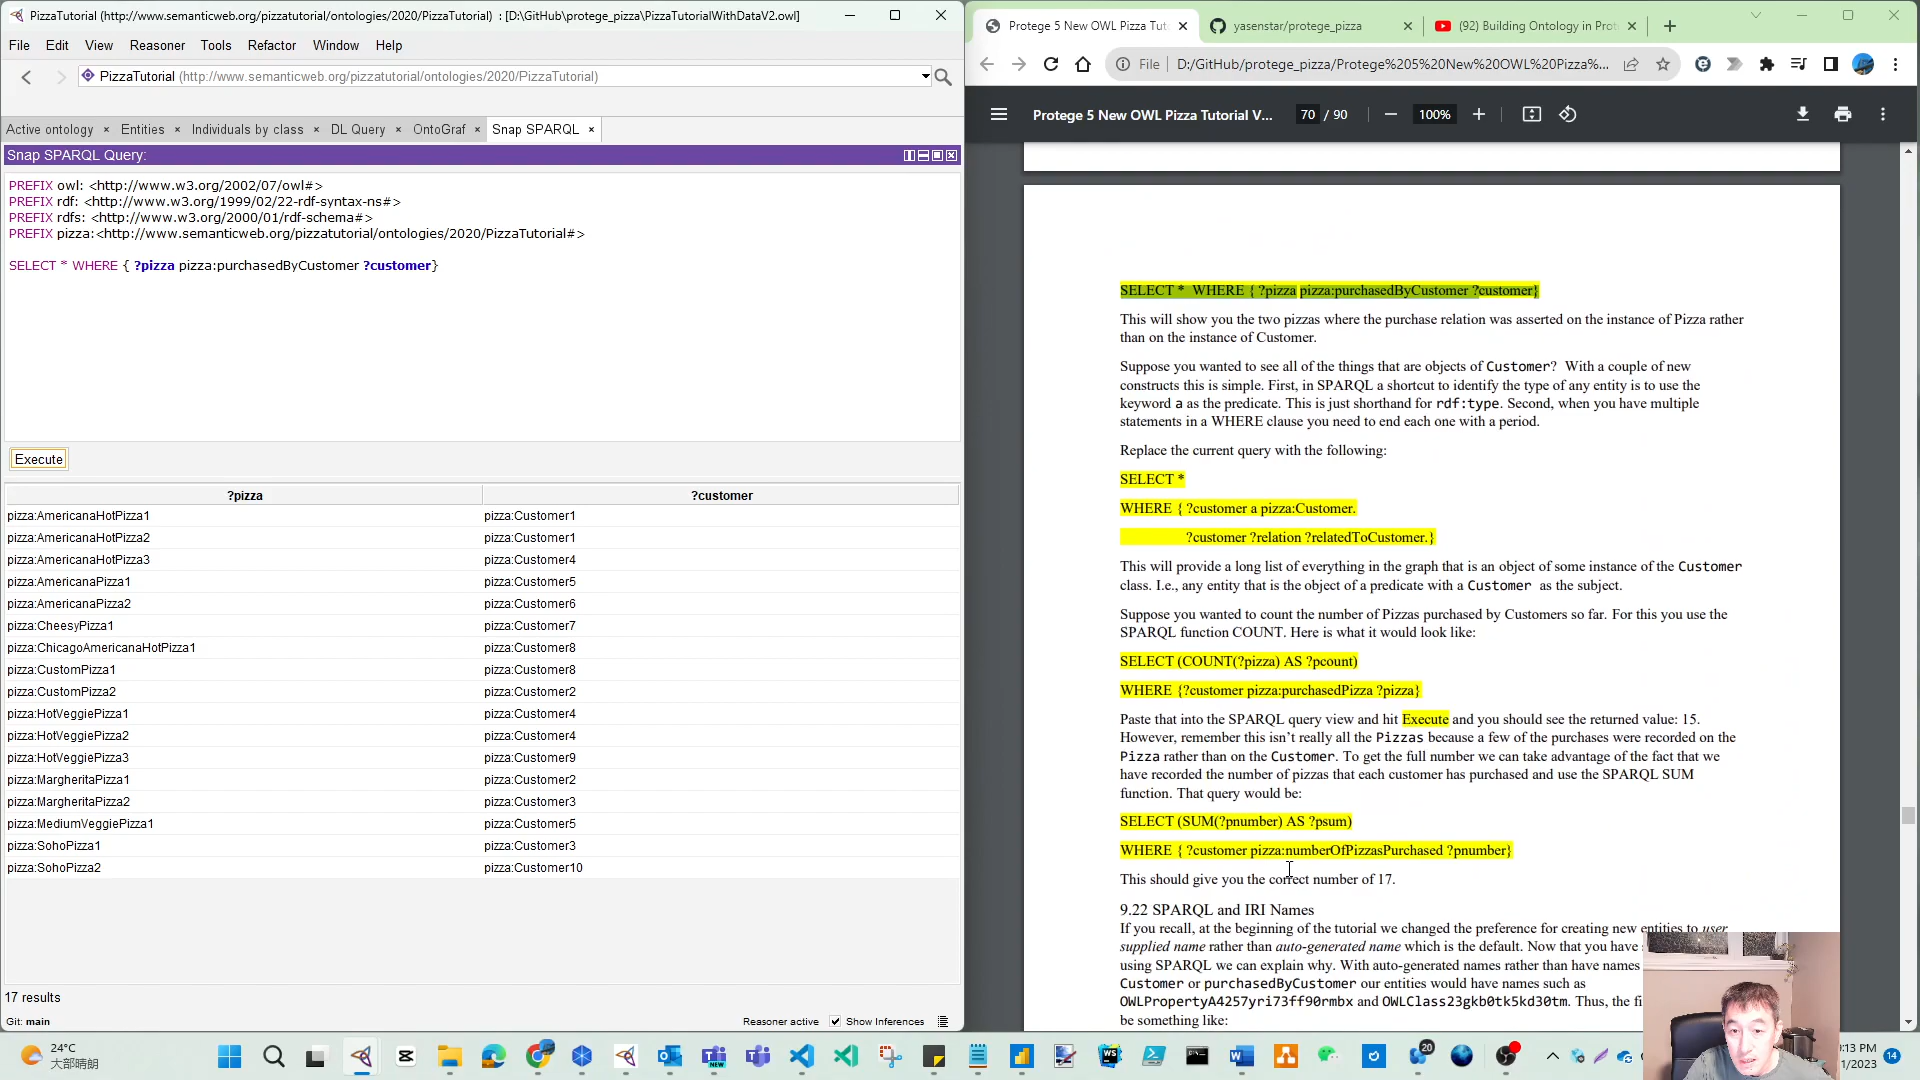 PizzaTutorial (http://www.semanticweb.org/pizzatutorial/ontologies/2020/PizzaTutorial) : [D:\GitHub\protege_pizza\PizzaTutorialWithDataV2.owl]
File Edit View Reasoner Tools Refactor Window Help
PizzaTutorial (http://www.semanticweb.org/pizzatutorial/ontologies/2020/PizzaTutorial)
Active ontology × Entities × Individuals by class × DL Query × OntoGraf × Snap SPARQL ×
Snap SPARQL Query:
PREFIX owl: <http://www.w3.org/2002/07/owl#>
PREFIX rdf: <http://www.w3.org/1999/02/22-rdf-syntax-ns#>
PREFIX rdfs: <http://www.w3.org/2000/01/rdf-schema#>
PREFIX pizza:<http://www.semanticweb.org/pizzatutorial/ontologies/2020/PizzaTutorial#>
SELECT * WHERE { ?pizza pizza:purchasedByCustomer ?customer}
Execute
?pizza ?customer
pizza:AmericanaHotPizza1 pizza:Customer1
pizza:AmericanaHotPizza2 pizza:Customer1
pizza:AmericanaHotPizza3 pizza:Customer4
pizza:AmericanaPizza1 pizza:Customer5
pizza:AmericanaPizza2 pizza:Customer6
pizza:CheesyPizza1 pizza:Customer7
pizza:ChicagoAmericanaHotPizza1 pizza:Customer8
pizza:CustomPizza1 pizza:Customer8
pizza:CustomPizza2 pizza:Customer2
pizza:HotVeggiePizza1 pizza:Customer4
pizza:HotVeggiePizza2 pizza:Customer4
pizza:HotVeggiePizza3 pizza:Customer9
pizza:MargheritaPizza1 pizza:Customer2
pizza:MargheritaPizza2 pizza:Customer3
pizza:MediumVeggiePizza1 pizza:Customer5
pizza:SohoPizza1 pizza:Customer3
pizza:SohoPizza2 pizza:Customer10
17 results
Git: main Reasoner active Show Inferences
Protege 5 New OWL Pizza Tut × yasenstar/protege_pizza × (92) Building Ontology in Prot ×
File D:/GitHub/protege_pizza/Protege%205%20New%20OWL%20Pizza%...
Protege 5 New OWL Pizza Tutorial V... 70 / 90 100%
SELECT * WHERE { ?pizza pizza:purchasedByCustomer ?customer}
This will show you the two pizzas where the purchase relation was asserted on the instance of Pizza rather
than on the instance of Customer.
Suppose you wanted to see all of the things that are objects of Customer? With a couple of new
constructs this is simple. First, in SPARQL a shortcut to identify the type of any entity is to use the
keyword a as the predicate. This is just shorthand for rdf:type. Second, when you have multiple
statements in a WHERE clause you need to end each one with a period.
Replace the current query with the following:
SELECT *
WHERE { ?customer a pizza:Customer.
?customer ?relation ?relatedToCustomer.}
This will provide a long list of everything in the graph that is an object of some instance of the Customer
class. I.e., any entity that is the object of a predicate with a Customer as the subject.
Suppose you wanted to count the number of Pizzas purchased by Customers so far. For this you use the
SPARQL function COUNT. Here is what it would look like:
SELECT (COUNT(?pizza) AS ?pcount)
WHERE {?customer pizza:purchasedPizza ?pizza}
Paste that into the SPARQL query view and hit Execute and you should see the returned value: 15.
However, remember this isn't really all the Pizzas because a few of the purchases were recorded on the
Pizza rather than on the Customer. To get the full number we can take advantage of the fact that we
have recorded the number of pizzas that each customer has purchased and use the SPARQL SUM
function. That query would be:
SELECT (SUM(?pnumber) AS ?psum)
WHERE { ?customer pizza:numberOfPizzasPurchased ?pnumber}
This should give you the correct number of 17.
9.22 SPARQL and IRI Names
If you recall, at the beginning of the tutorial we changed the preference for creating new entities to user
supplied name rather than auto-generated name which is the default. Now that you have
using SPARQL we can explain why. With auto-generated names rather than have names
Customer or purchasedByCustomer our entities would have names such as
OWLPropertyA4257yri73ff90rmbx and OWLClass23gkb0tk5kd30tm. Thus, the fi
be something like:
24°C
大部晴朗
NEW
20
:13 PM
1/2023
14